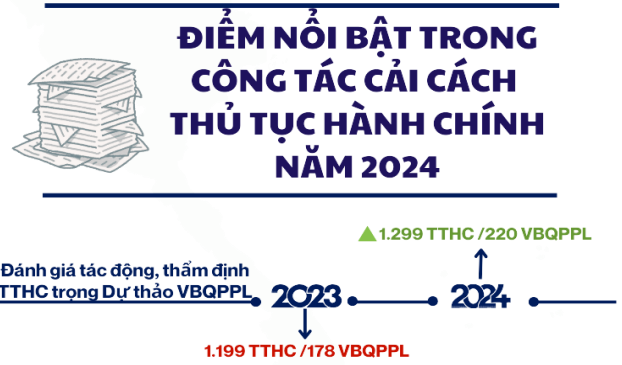 ĐIỂM NỔI BẬT TRONG
CÔNG TÁC CẢI CÁCH
THỦ TỤC HÀNH CHÍNH
NĂM 2024
▲ 1.299 TTHC /220 VBQPPL
Đánh giá tác động, thẩm định
TTHC trọng Dự thảo VBQPPL
2023
2024
1.199 TTHC /178 VBQPPL